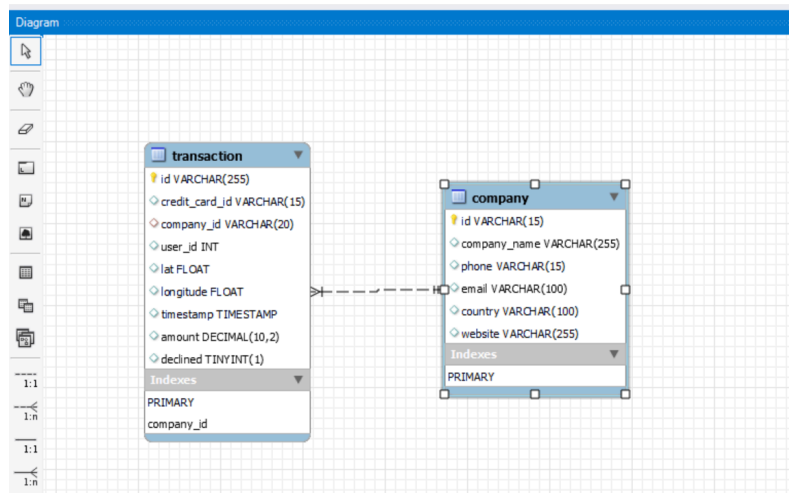 Diagram
transaction
id VARCHAR(255)
credit_card_id VARCHAR(15)
company_id VARCHAR(20)
user_id INT
lat FLOAT
longitude FLOAT
timestamp TIMESTAMP
amount DECIMAL(10,2)
declined TINYINT(1)
Indexes
PRIMARY
company_id
company
id VARCHAR(15)
company_name VARCHAR(255)
phone VARCHAR(15)
email VARCHAR(100)
country VARCHAR(100)
website VARCHAR(255)
Indexes
PRIMARY
1:1
1:n
1:1
1:n